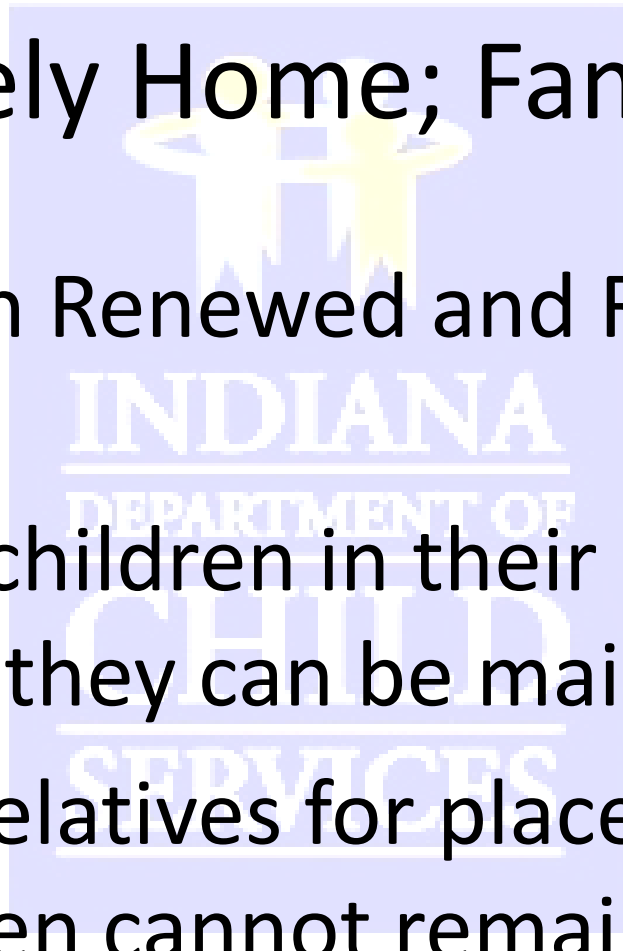 ely Home; Fan
n Renewed and F
INDIANA
DEPARTMENT OF
children in their
CHILD
they can be mai
SERVICES
elatives for place
en cannot remai